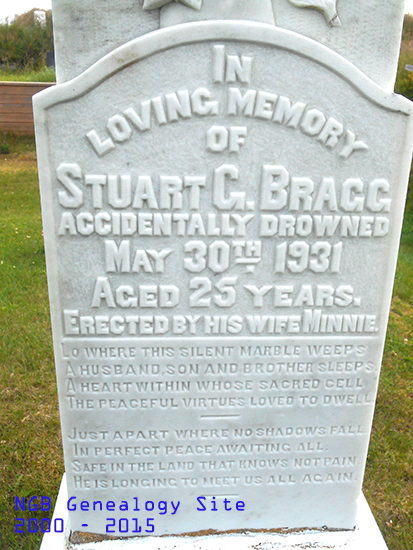 IN
LOVING MEMORY
OF
STUART G. BRAGG
ACCIDENTALLY DROWNED
MAY 30TH 1931
AGED 25 YEARS.
ERECTED BY HIS WIFE MINNIE.
LO WHERE THIS SILENT MARBLE WEEPS
A HUSBAND, SON AND BROTHER SLEEPS,
A HEART WITHIN WHOSE SACRED CELL
THE PEACEFUL VIRTUES LOVED TO DWELL
JUST APART WHERE NO SHADOWS FALL
IN PERFECT PEACE AWAITING ALL,
SAFE IN THE LAND THAT KNOWS NOT PAIN
HE IS LONGING TO MEET US ALL AGAIN.
NGB Genealogy Site
2000 - 2015